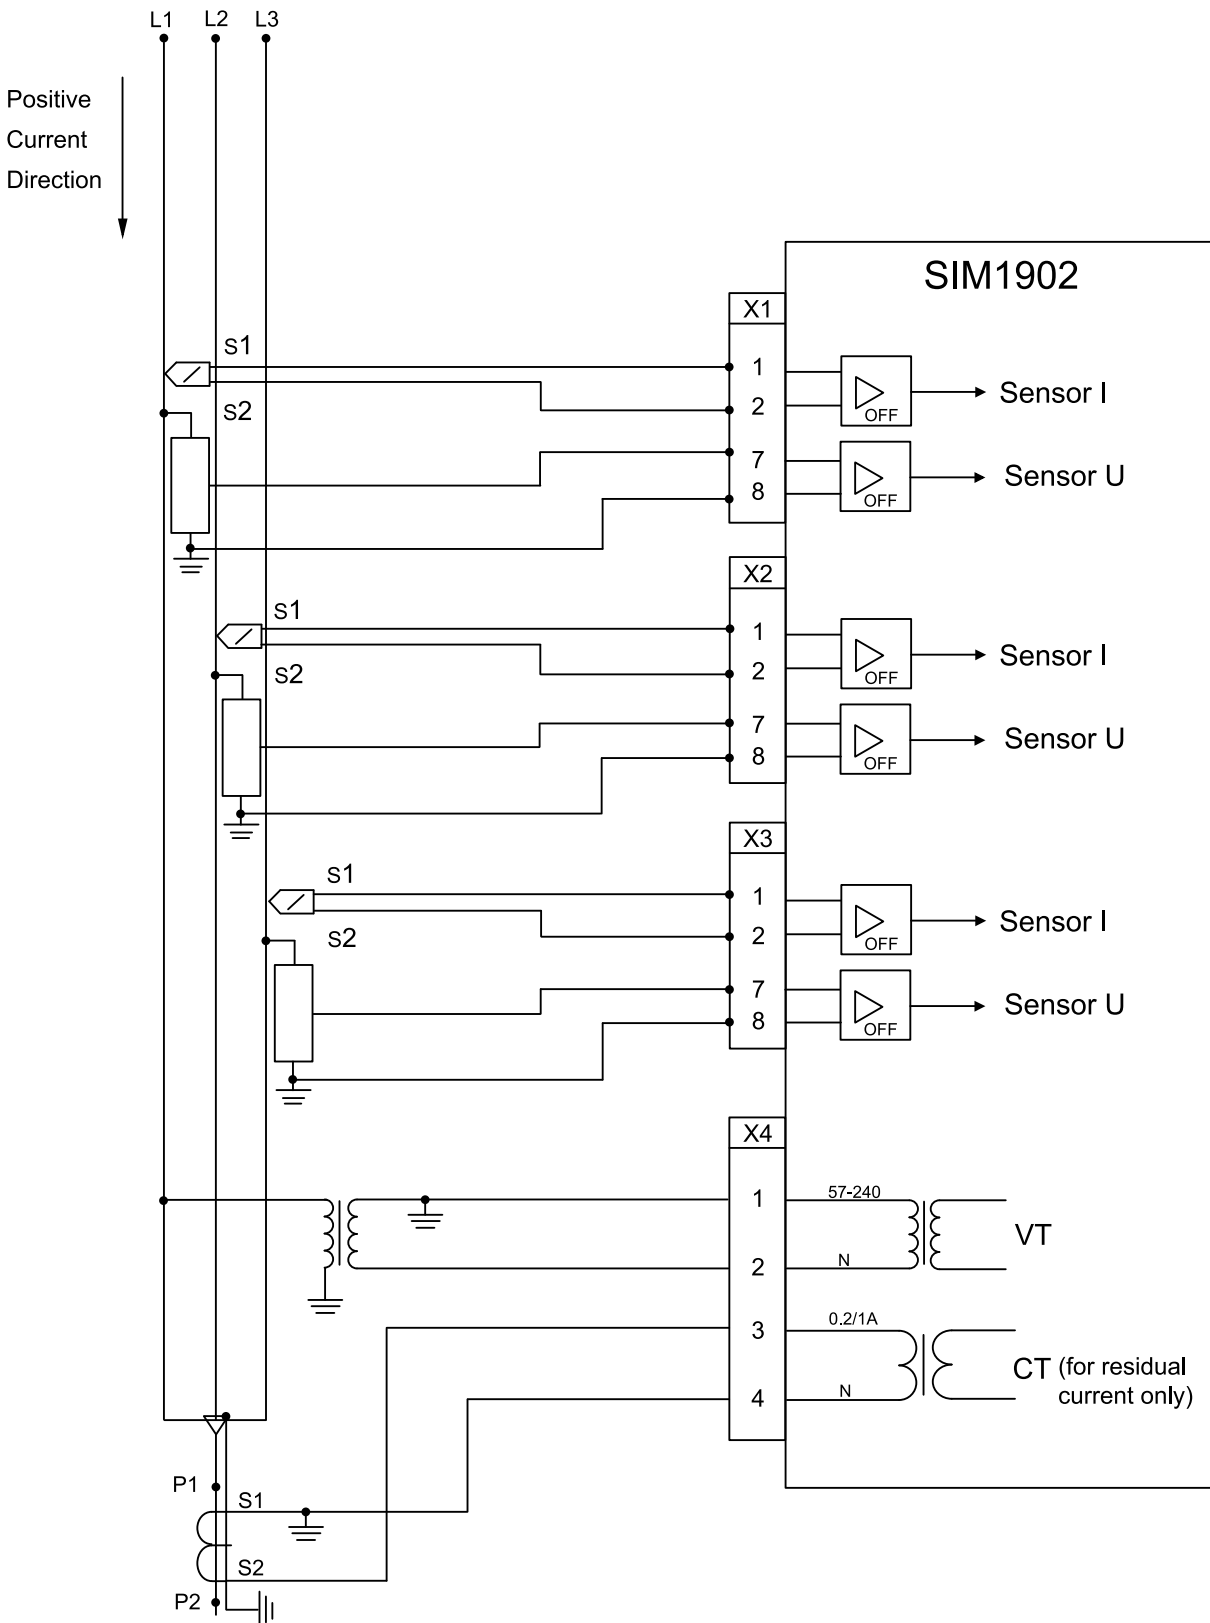 L1 L2 L3
Positive
Current
Direction
SIM1902
X1
S1
1
Sensor I
S2
2
OFF
7
Sensor U
8
OFF
X2
S1
1
Sensor I
S2
2
OFF
7
Sensor U
8
OFF
X3
S1
1
Sensor I
S2
2
OFF
7
Sensor U
8
OFF
X4
1
57-240
VT
2
N
3
0.2/1A
CT (for residual
current only)
4
N
P1
S1
S2
P2